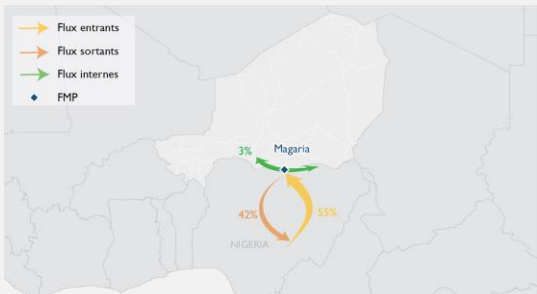 Flux entrants
Flux sortants
Flux internes
FMP
Magaria
3%
42%
55%
NIGERIA